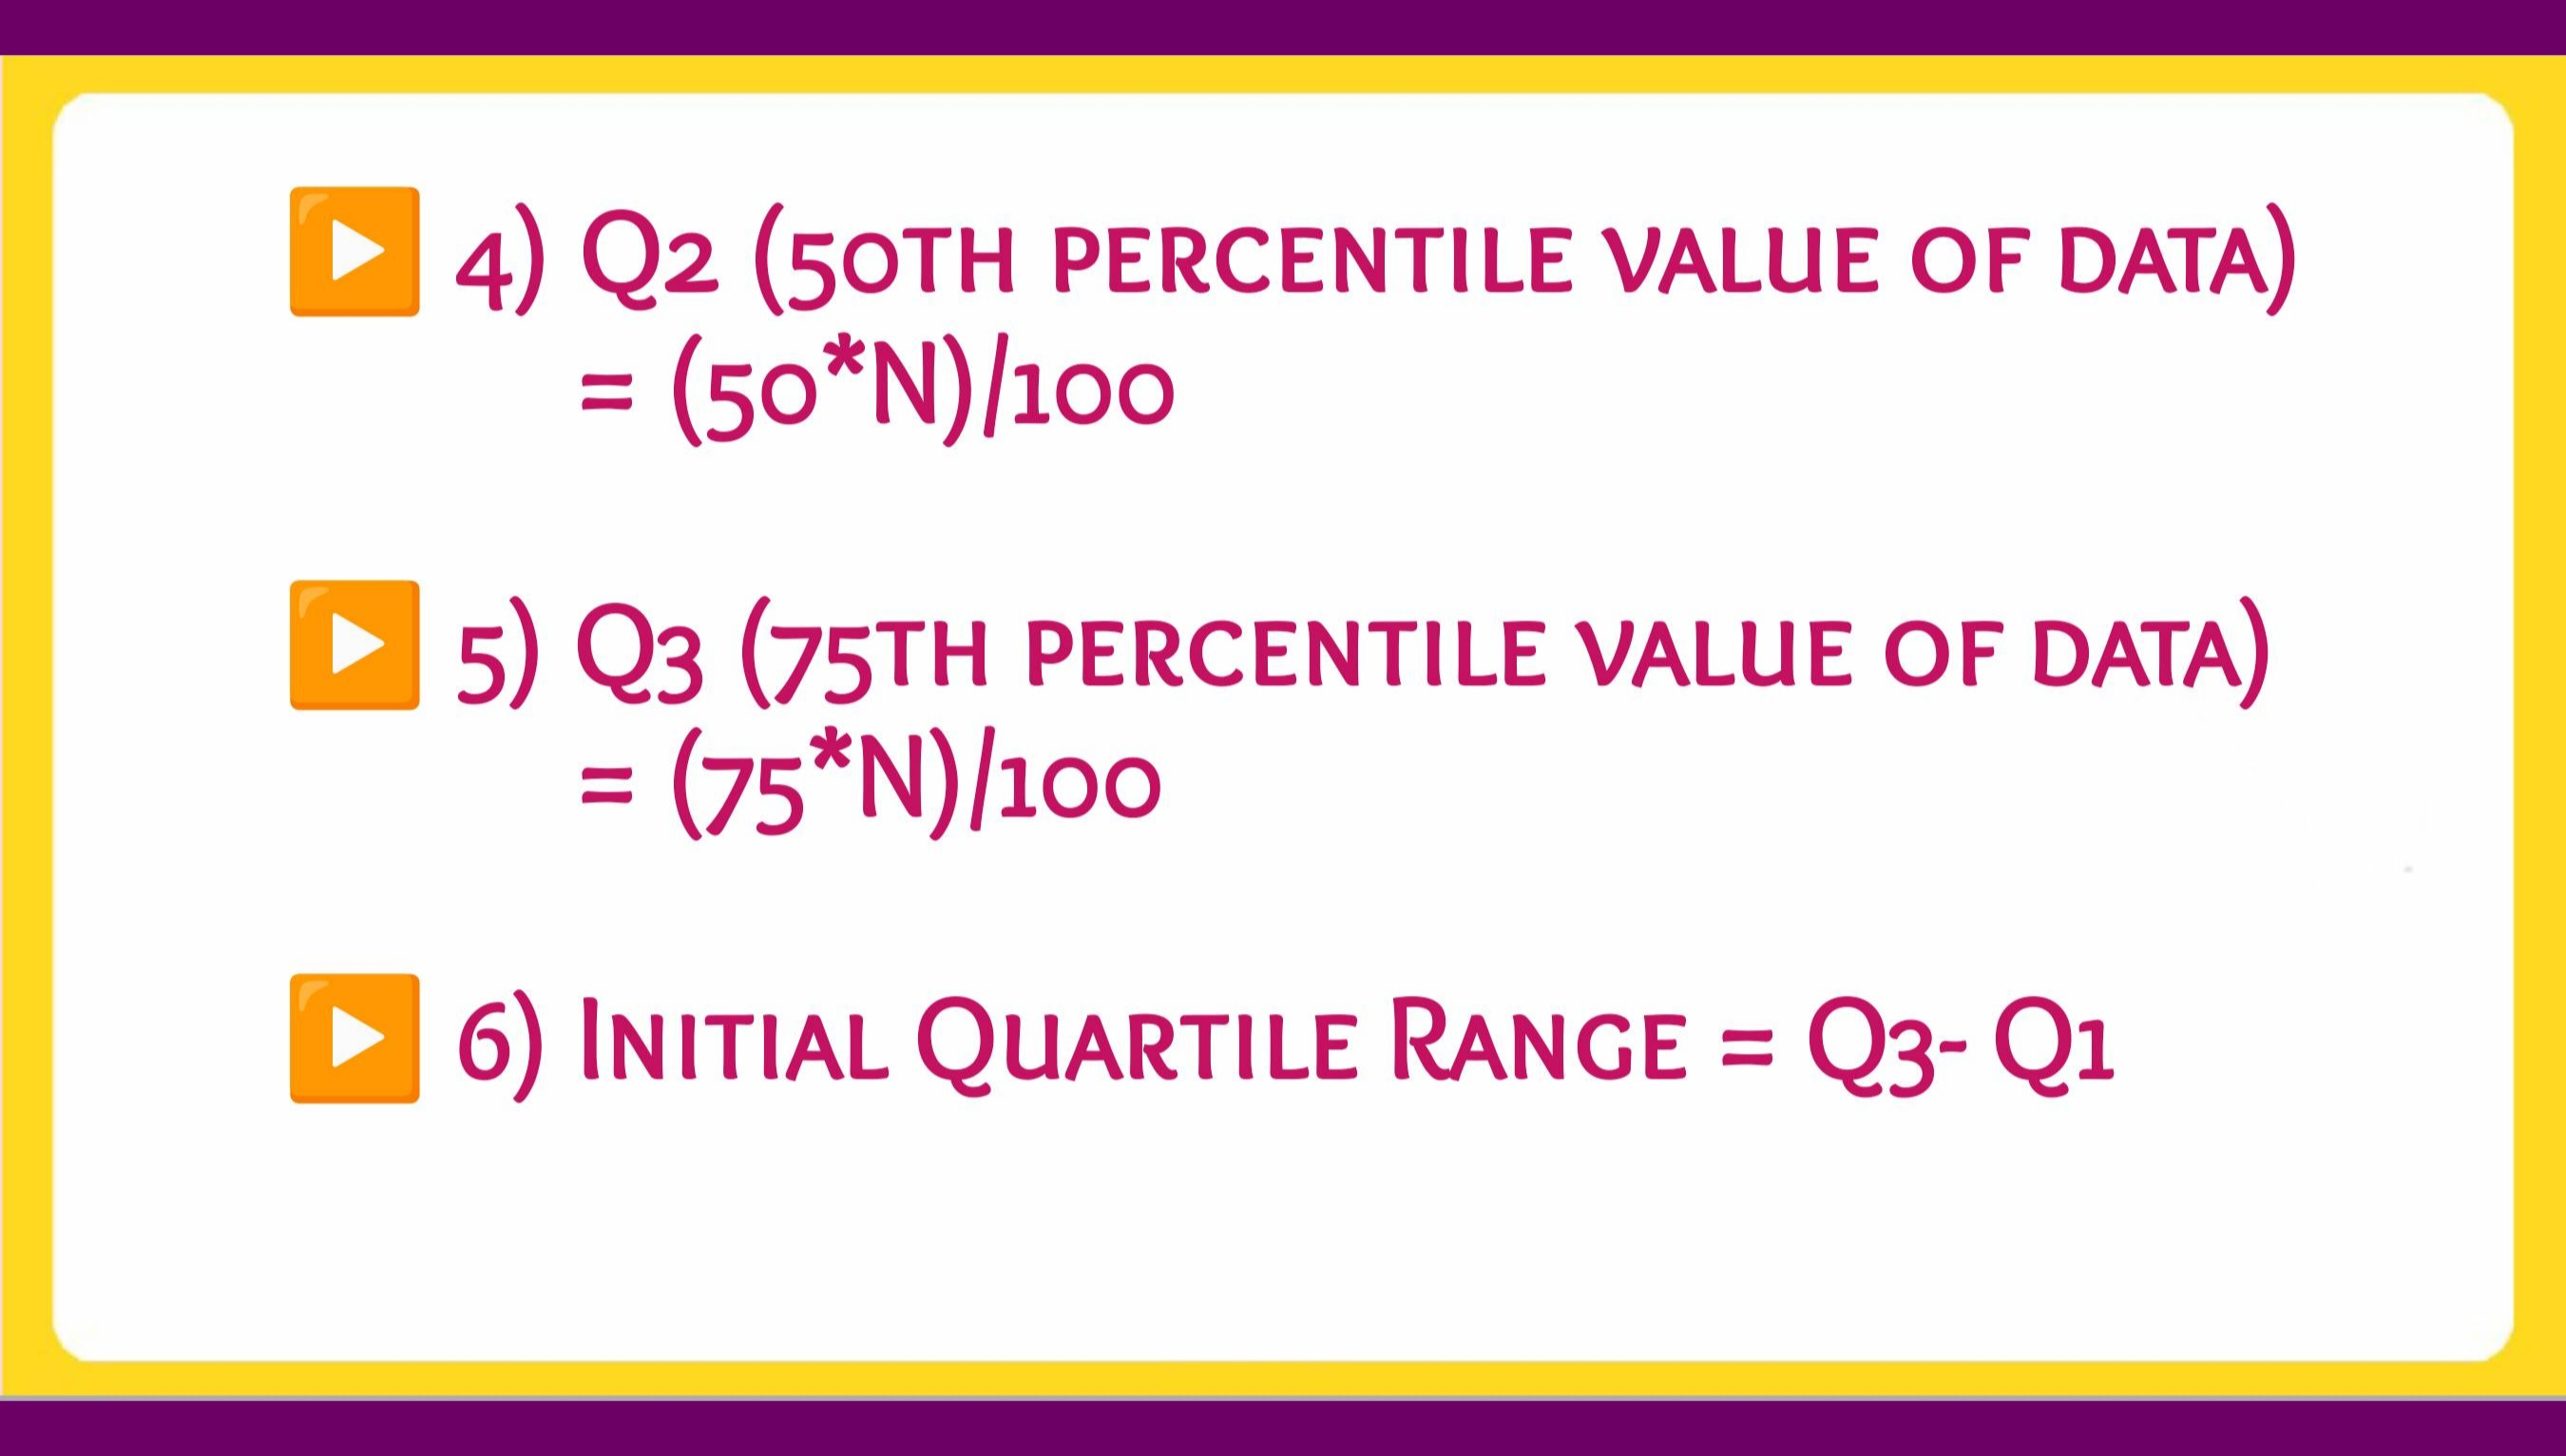 4) Q2 (50th percentile value of data)
= (50*N)/100
5) Q3 (75th percentile value of data)
= (75*N)/100
6) Initial Quartile Range = Q3- Q1